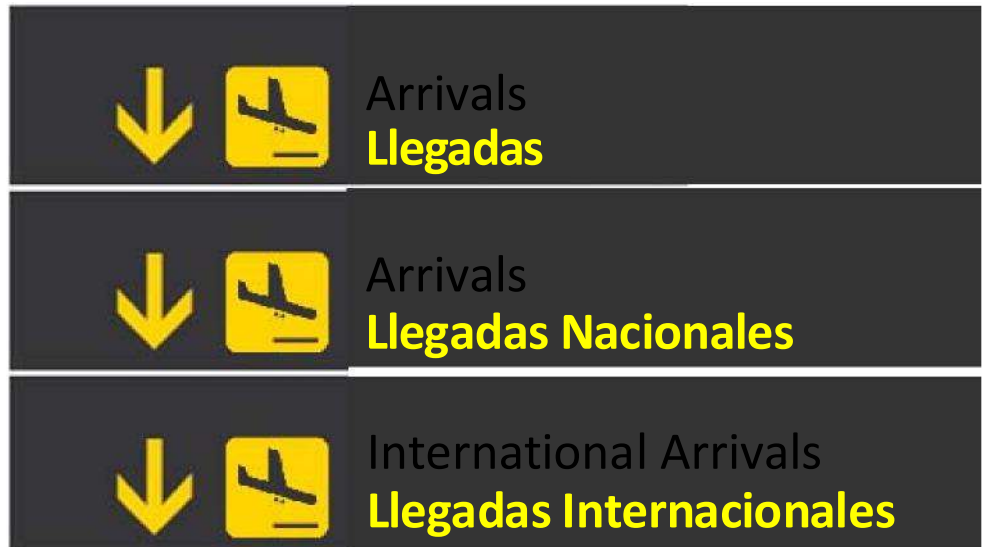 Arrivals
Llegadas
Arrivals
Llegadas Nacionales
International Arrivals
Llegadas Internacionales